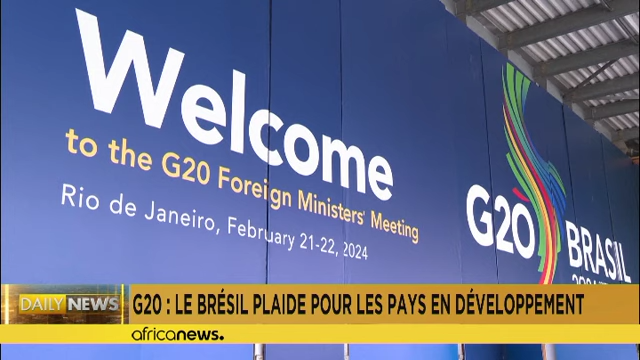 Welcome
to the G20 Foreign Ministers' Meeting
Rio de Janeiro, February 21-22, 2024
G20
BRASIL
DAILY NEWS
G20 : LE BRÉSIL PLAIDE POUR LES PAYS EN DÉVELOPPEMENT
africanews.